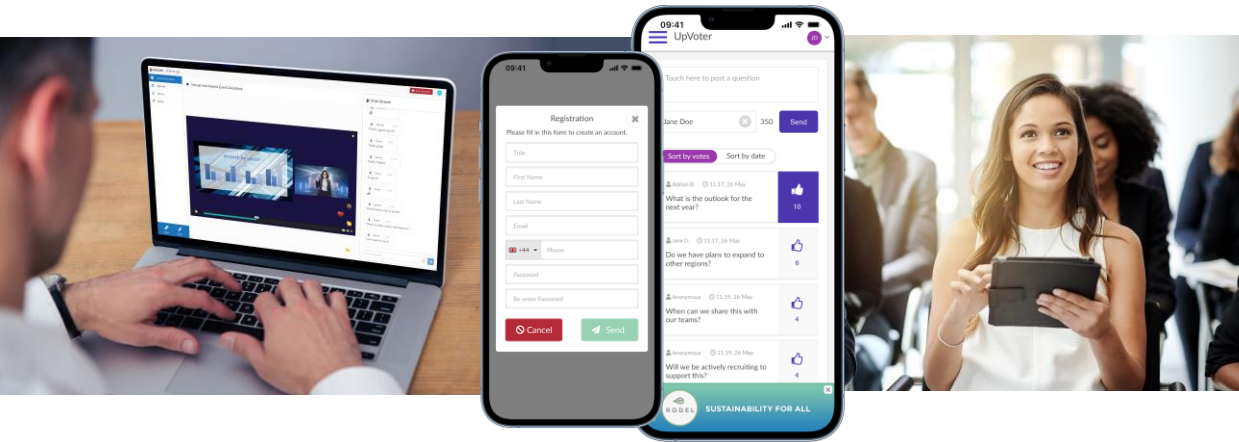 09:41
Registration
Please fill in this form to create an account.
Title
First Name
Last Name
Email
+44
Phone
Password
Re-enter Password
Cancel
Send
09:41
UpVoter
JD
Touch here to post a question
Jane Doe
350
Send
Sort by votes
Sort by date
Adrian B.
11.17, 26 May
What is the outlook for the
next year?
10
Jane D.
11.17, 26 May
Do we have plans to expand to
other regions?
6
Anonymous
11.19, 26 May
When can we share this with
our teams?
4
Anonymous
11.19, 26 May
Will we be actively recruiting to
support this?
4
RODEL
SUSTAINABILITY FOR ALL